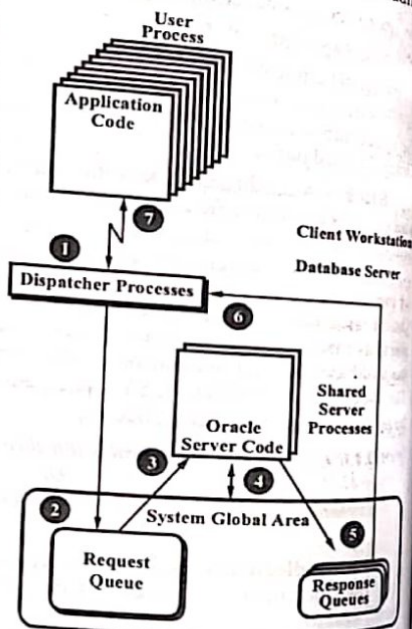 User
Process
Application
Code
7
1
Client Workstation
Database Server
Dispatcher Processes
6
Shared
Server
Processes
Oracle
Server Code
3
4
2
System Global Area
5
Request
Queue
Response
Queues